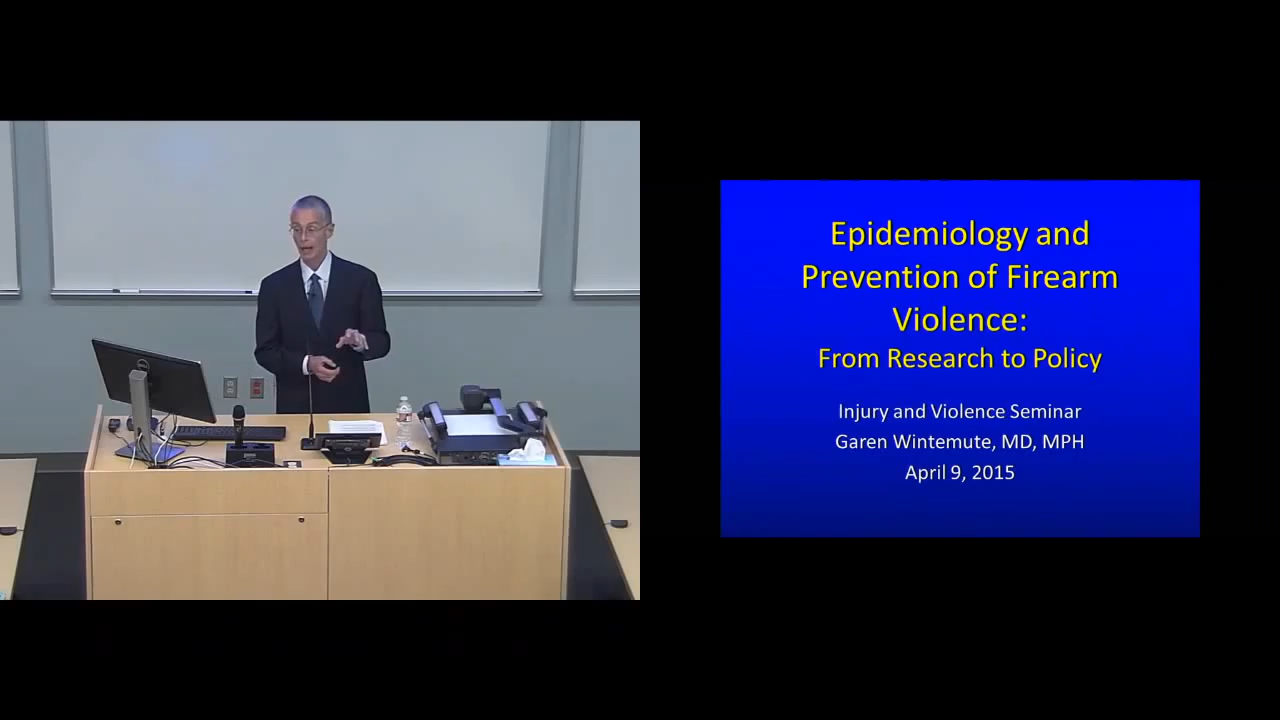 Epidemiology and
Prevention of Firearm
Violence:
From Research to Policy
Injury and Violence Seminar
Garen Wintemute, MD, MPH
April 9, 2015